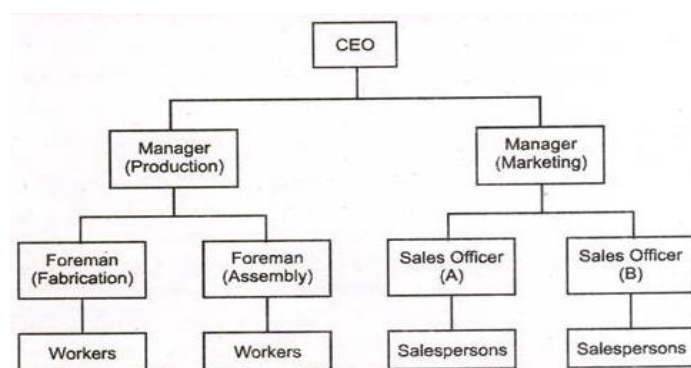 CEO
Manager
(Production)
Manager
(Marketing)
Foreman
(Fabrication)
Foreman
(Assembly)
Sales Officer
(A)
Sales Officer
(B)
Workers
Workers
Salespersons
Salespersons